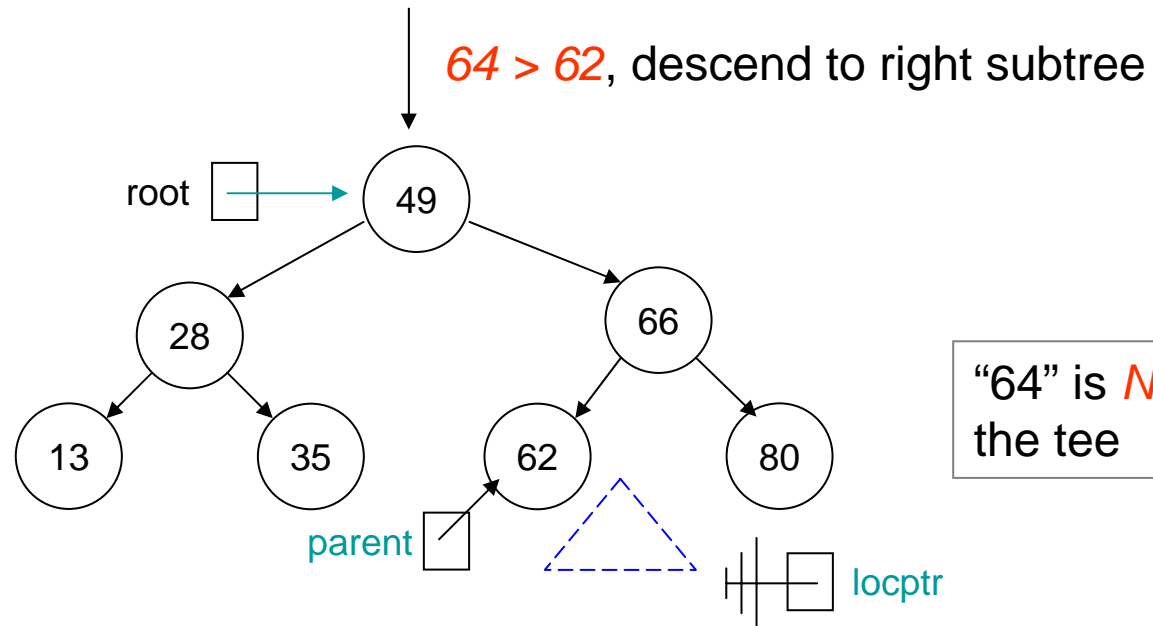 64 > 62, descend to right subtree
root
49
28
66
13
35
62
80
“64” is
the tee
parent
locptr